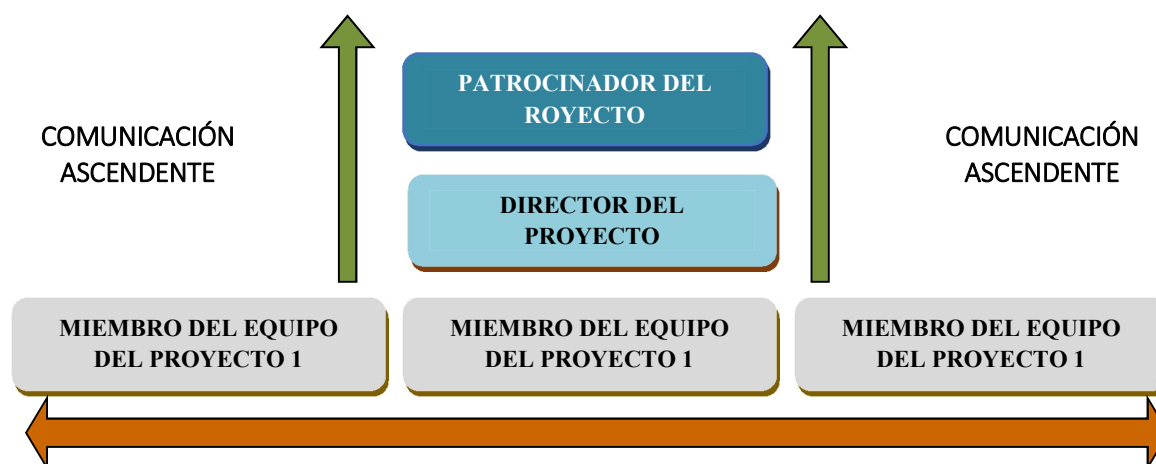 PATROCINADOR DEL
ROYECTO
COMUNICACIÓN
ASCENDENTE
COMUNICACIÓN
ASCENDENTE
DIRECTOR DEL
PROYECTO
MIEMBRO DEL EQUIPO
DEL PROYECTO 1
MIEMBRO DEL EQUIPO
DEL PROYECTO 1
MIEMBRO DEL EQUIPO
DEL PROYECTO 1